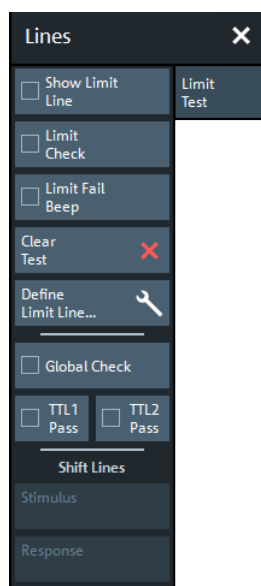 Lines
Show Limit
Line
Limit
Test
Limit
Check
Limit Fail
Beep
Clear
Test
Define
Limit Line...
Global Check
TTL1
Pass
TTL2
Pass
Shift Lines
Stimulus
Response